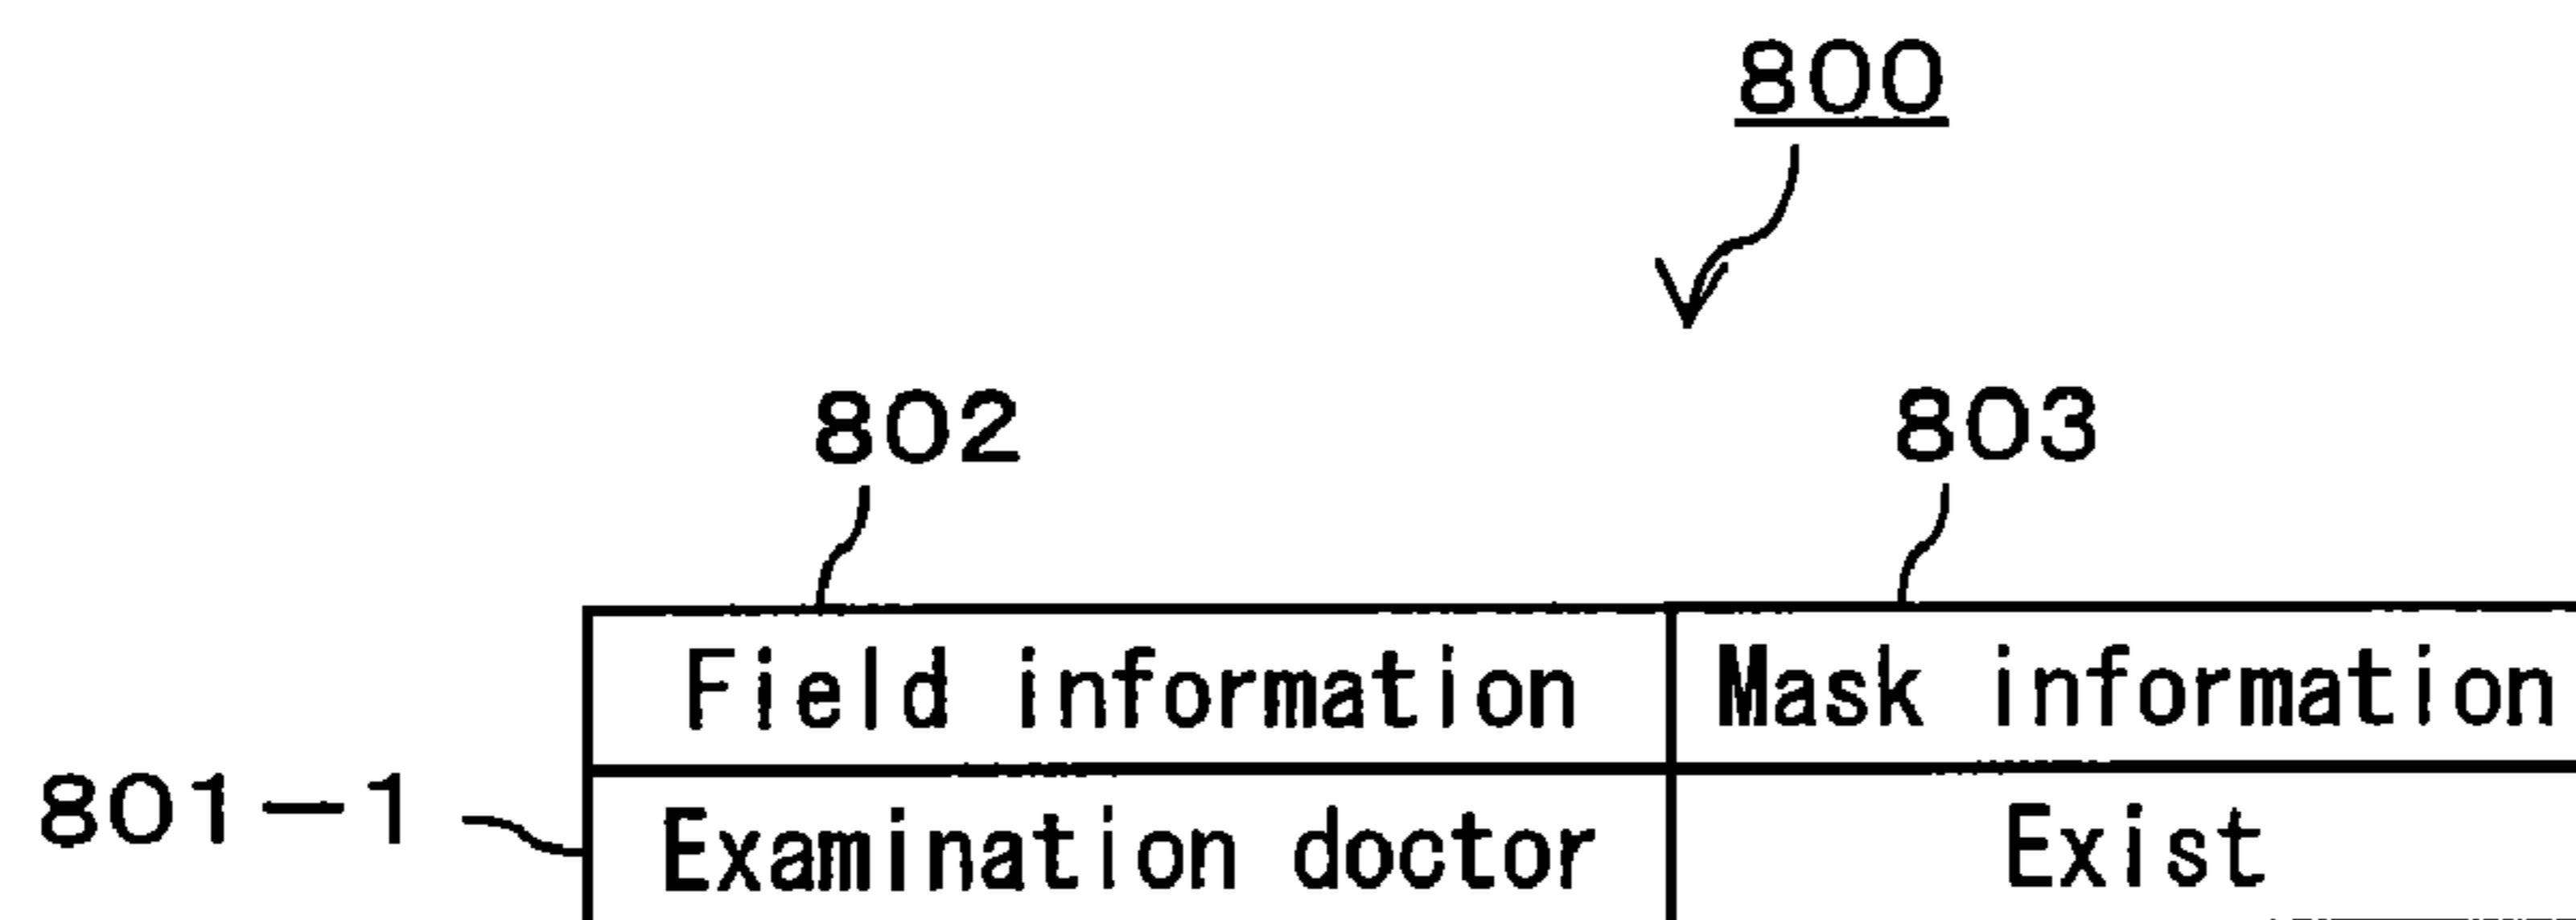 800
802 803
Field information Mask information
801-1 Examination doctor Exist